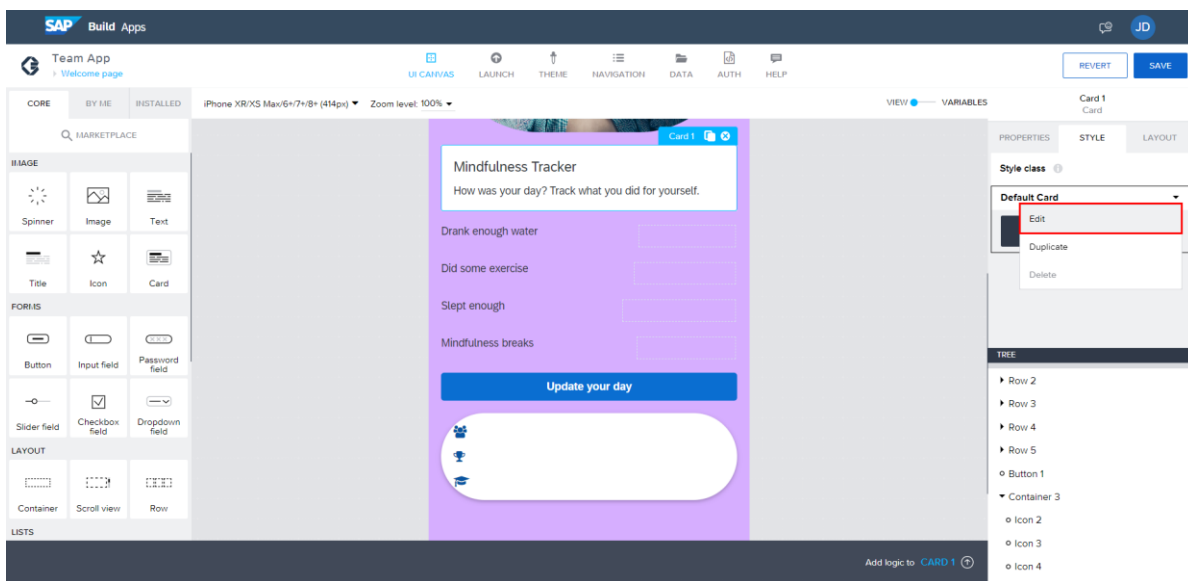 SAP Build Apps
JD
Team App
Welcome page
UI CANVAS LAUNCH THEME NAVIGATION DATA AUTH HELP
REVERT SAVE
CORE BY ME INSTALLED
iPhone XR/XS Max/6+/7+/8+ (414px) Zoom level: 100%
VIEW VARIABLES
Card 1
Card
MARKETPLACE
PROPERTIES STYLE LAYOUT
IMAGE
Spinner Image Text
Title Icon Card
FORMS
Button Input field Password field
Slider field Checkbox field Dropdown field
LAYOUT
Container Scroll view Row
LISTS
Card 1
Mindfulness Tracker
How was your day? Track what you did for yourself.
Drank enough water
Did some exercise
Slept enough
Mindfulness breaks
Update your day
Add logic to CARD 1
Style class
Default Card
Edit
Duplicate
Delete
TREE
Row 2
Row 3
Row 4
Row 5
Button 1
Container 3
Icon 2
Icon 3
Icon 4